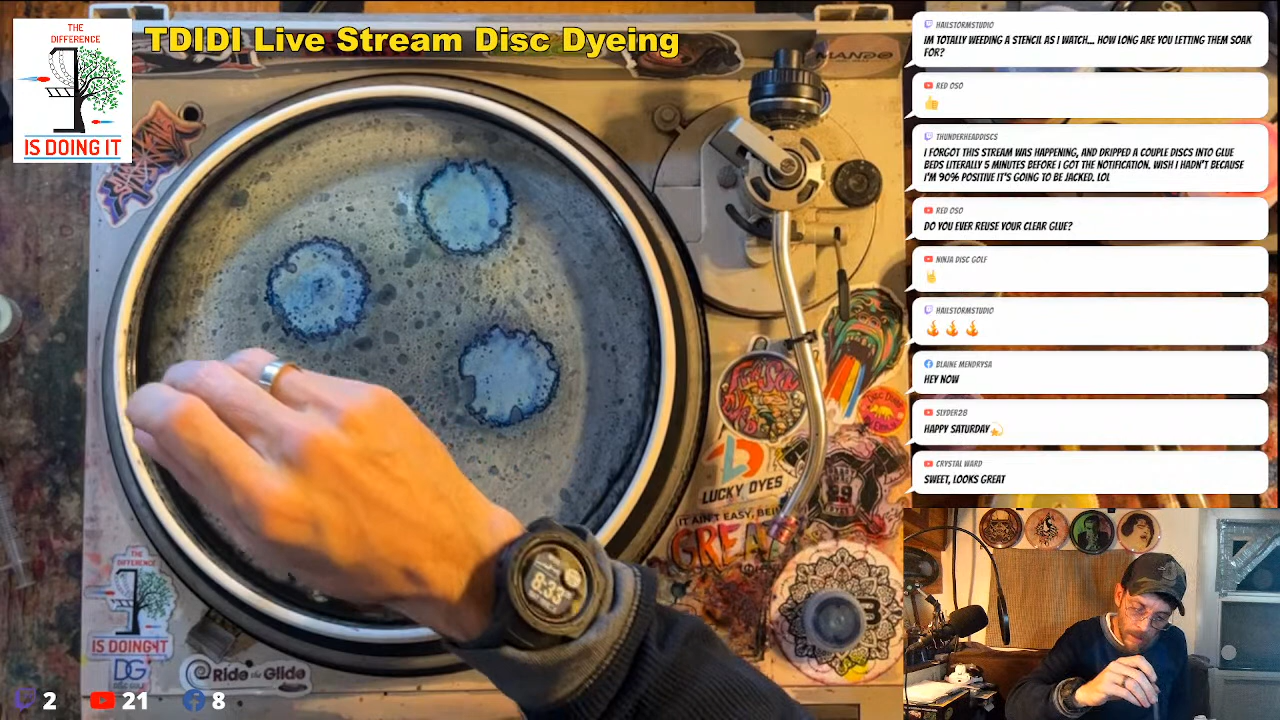 THE
DIFFERENCE
IS DOING IT
TDIDI Live Stream Disc Dyeing
MANDO
HAILSTORMSTUDIO
IM TOTALLY WEEDING A STENCIL AS I WATCH... HOW LONG ARE YOU LETTING THEM SOAK
FOR?
RED OSO
THUNDERHEADDISCS
I FORGOT THIS STREAM WAS HAPPENING, AND DRIPPED A COUPLE DISCS INTO GLUE
BEDS LITERALLY 5 MINUTES BEFORE I GOT THE NOTIFICATION. WISH I HADN'T BECAUSE
I'M 90% POSITIVE IT'S GOING TO BE JACKED. LOL
RED OSO
DO YOU EVER REUSE YOUR CLEAR GLUE?
NINJA DISC GOLF
HAILSTORMSTUDIO
BLAINE MENDRYSA
HEY NOW
SLYDER28
HAPPY SATURDAY
CRYSTAL WARD
SWEET, LOOKS GREAT
LUCKY DYES
IT AIN'T EASY, BEIN
GREE
8:33
THE
DIFFERENCE
IS DOING IT
DG
Ride the Glide
2
21
8